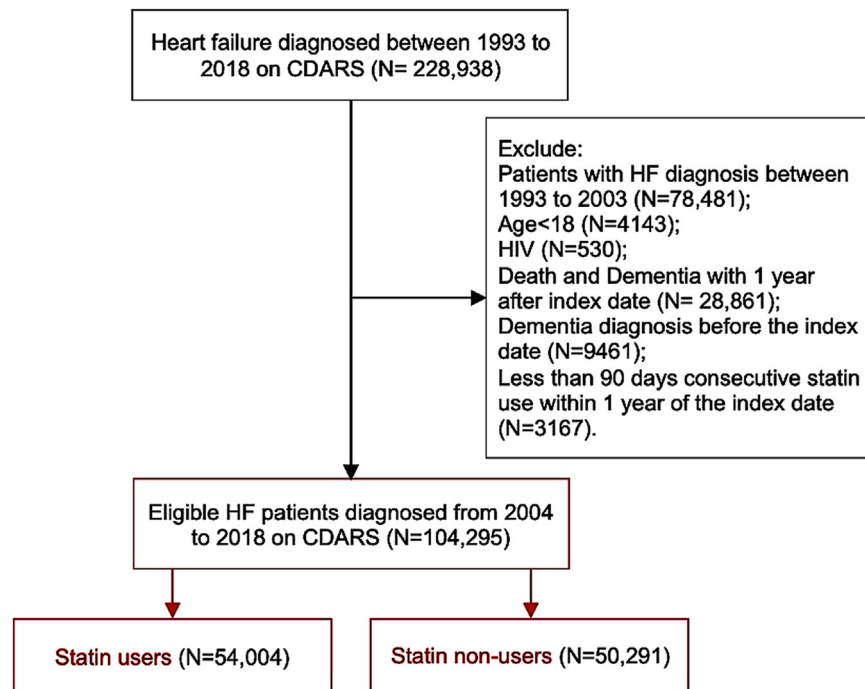 Heart failure diagnosed between 1993 to
2018 on CDARS (N= 228,938)
Exclude:
Patients with HF diagnosis between
1993 to 2003 (N=78,481);
Age<18 (N=4143);
HIV (N=530);
Death and Dementia with 1 year
after index date (N= 28,861);
Dementia diagnosis before the index
date (N=9461);
Less than 90 days consecutive statin
use within 1 year of the index date
(N=3167).
Eligible HF patients diagnosed from 2004
to 2018 on CDARS (N=104,295)
Statin users (N=54,004)
Statin non-users (N=50,291)